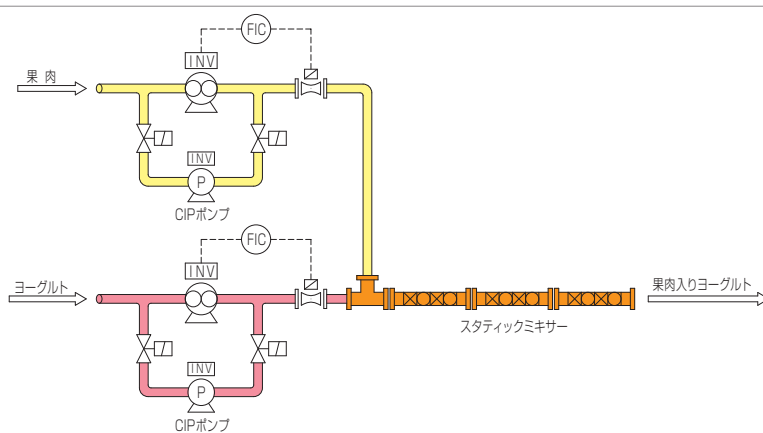 FIC
INV
果 肉
INV
P
CIPポンプ
FIC
INV
ヨーグルト
果肉入りヨーグルト
スタティックミキサー
INV
P
CIPポンプ